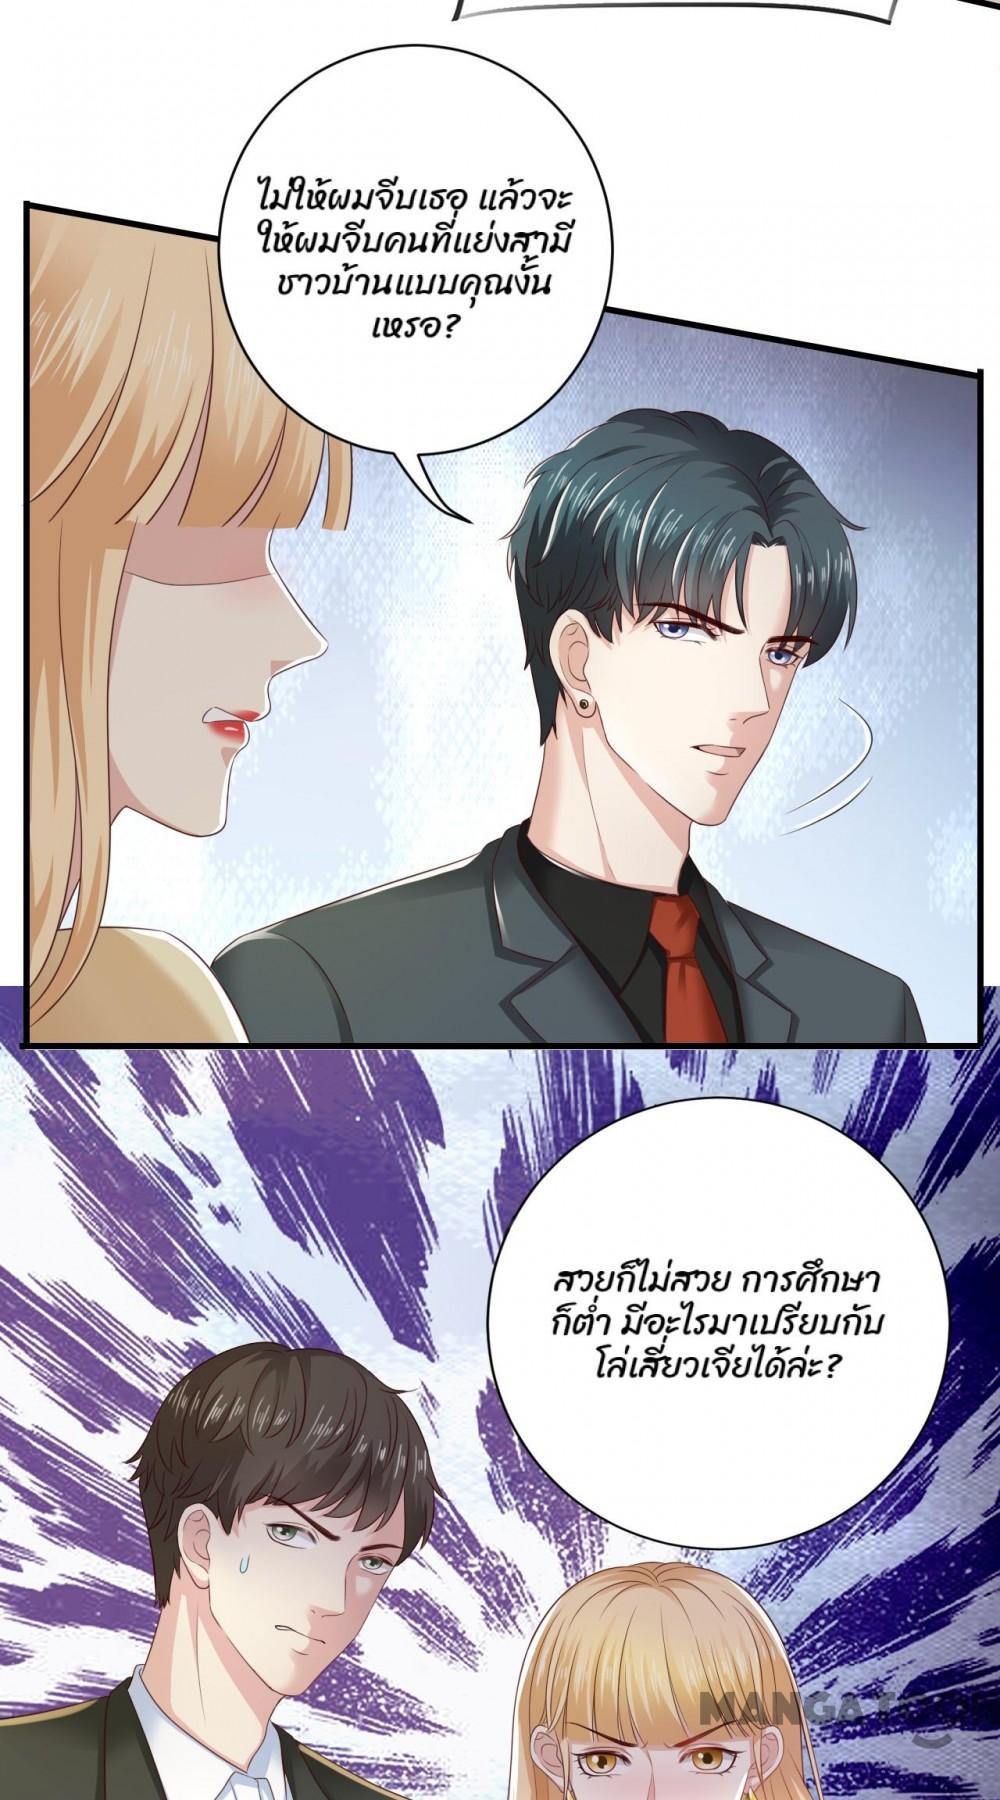 ไม่ให้ผมจีบเธอ แล้วจะ
ให้ผมจีบคนที่แย่งสามี
ชาวบ้านแบบคุณงั้น
เหรอ?
สวยก็ไม่สวย การศึกษา
ก็ต่ำ มีอะไรมาเปรียบกับ
โล่เสี่ยวเจียได้ล่ะ?
MANGATOON